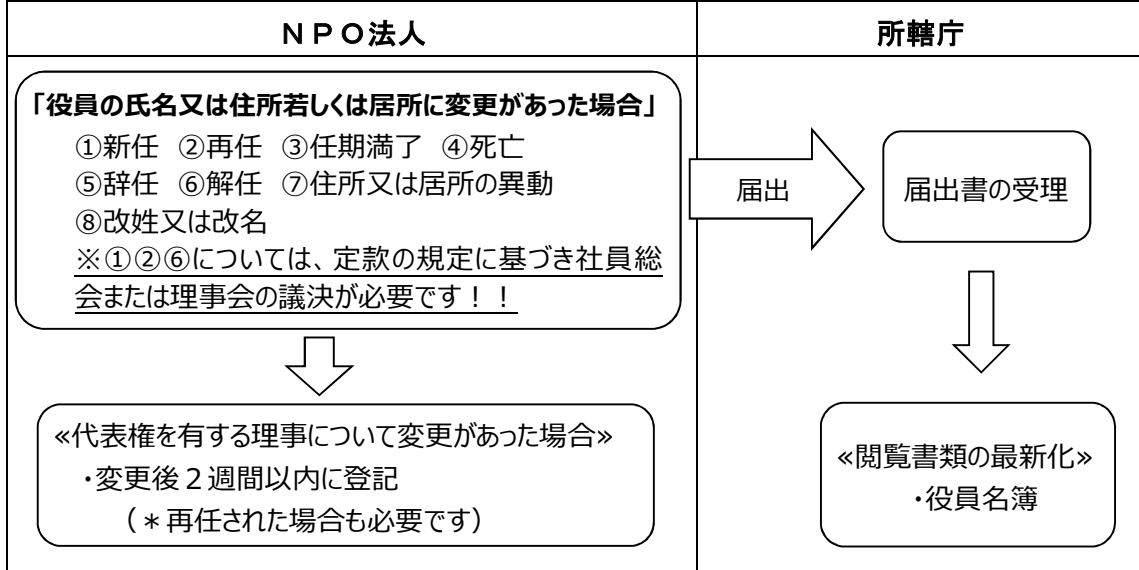 ＮＰＯ法人
所轄庁
「役員の氏名又は住所若しくは居所に変更があった場合」
①新任 ②再任 ③任期満了 ④死亡
⑤辞任 ⑥解任 ⑦住所又は居所の異動
⑧改姓又は改名
※①②⑥については、定款の規定に基づき社員総
会または理事会の議決が必要です！！
届出
届出書の受理
«代表権を有する理事について変更があった場合»
・変更後２週間以内に登記
（＊再任された場合も必要です）
«閲覧書類の最新化»
・役員名簿